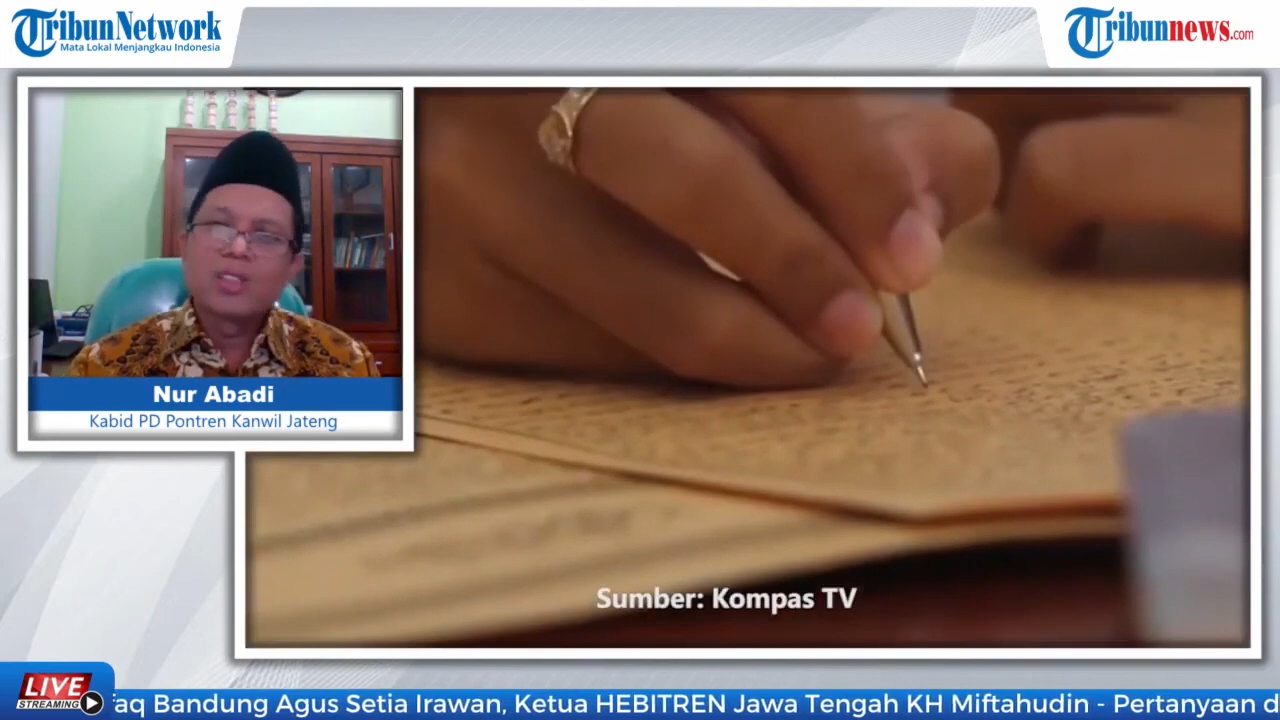 TribunNetwork
Mata Lokal Menjangkau Indonesia
Tribunnews.com
Nur Abadi
Kabid PD Pontren Kanwil Jateng
Sumber: Kompas TV
LIVE
STREAMING
Bandung Agus Setia Irawan, Ketua HEBITREN Jawa Tengah KH Miftahudin - Pertanyaan